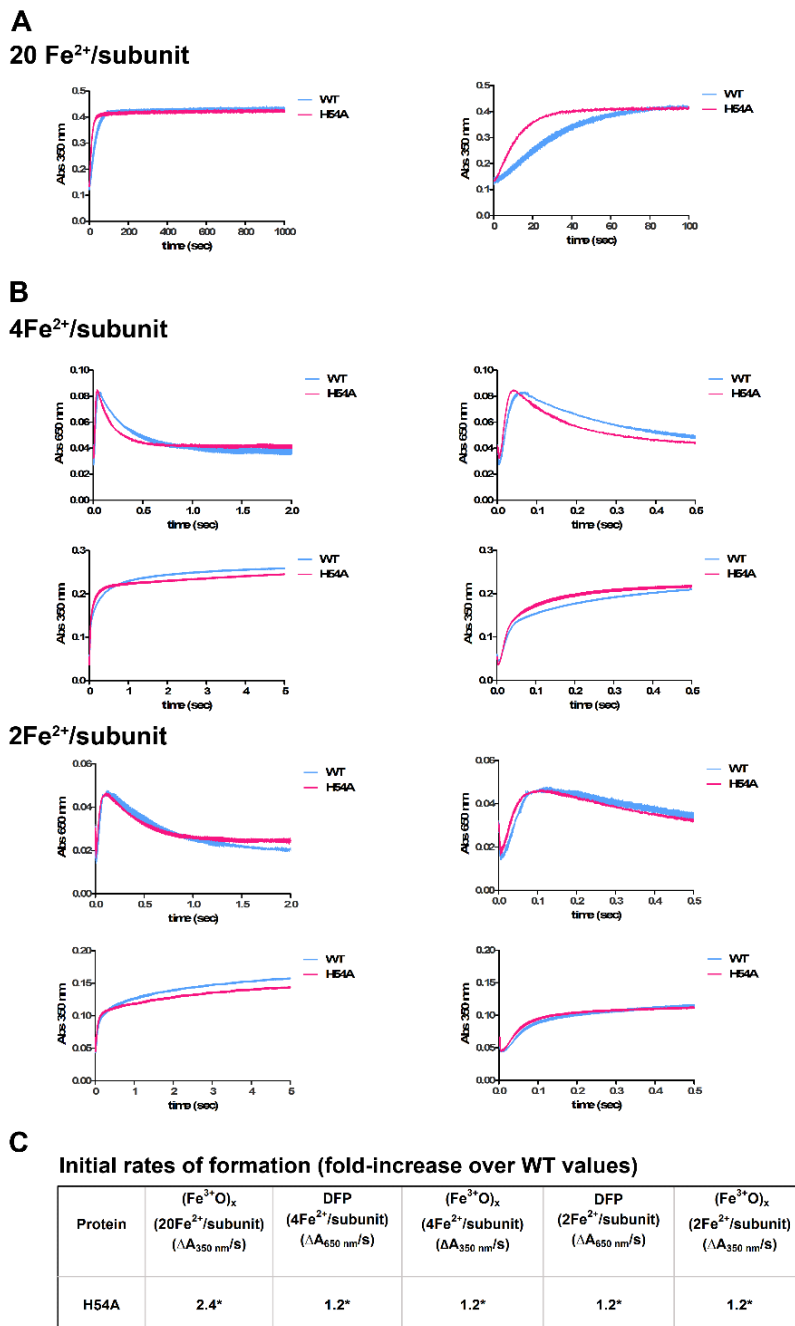 A
20 Fe²⁺/subunit
0.5
0.4
0.3
0.2
0.1
0.0
Abs 350 nm
0 200 400 600 800 1000
time (sec)
WT
H54A
0.5
0.4
0.3
0.2
0.1
0.0
Abs 350 nm
0 20 40 60 80 100
time (sec)
WT
H54A
B
4Fe²⁺/subunit
0.10
0.08
0.06
0.04
0.02
0.00
Abs 650 nm
0.0 0.5 1.0 1.5 2.0
time (sec)
WT
H54A
0.10
0.08
0.06
0.04
0.02
0.00
Abs 650 nm
0.0 0.1 0.2 0.3 0.4 0.5
time (sec)
WT
H54A
0.3
0.2
0.1
0.0
Abs 350 nm
0 1 2 3 4 5
time (sec)
WT
H54A
0.3
0.2
0.1
0.0
Abs 350 nm
0.0 0.1 0.2 0.3 0.4 0.5
time (sec)
WT
H54A
2Fe²⁺/subunit
0.06
0.04
0.02
0.00
Abs 650 nm
0.0 0.5 1.0 1.5 2.0
time (sec)
WT
H54A
0.06
0.04
0.02
0.00
Abs 650 nm
0.0 0.1 0.2 0.3 0.4 0.5
time (sec)
WT
H54A
0.20
0.15
0.10
0.05
0.00
Abs 350 nm
0 1 2 3 4 5
time (sec)
WT
H54A
0.20
0.15
0.10
0.05
0.00
Abs 350 nm
0.0 0.1 0.2 0.3 0.4 0.5
time (sec)
WT
H54A
C
Initial rates of formation (fold-increase over WT values)
Protein
(Fe³⁺O)ₓ
(20Fe²⁺/subunit)
(ΔA₃₅₀ ₙₘ/s)
DFP
(4Fe²⁺/subunit)
(ΔA₆₅₀ ₙₘ/s)
(Fe³⁺O)ₓ
(4Fe²⁺/subunit)
(ΔA₃₅₀ ₙₘ/s)
DFP
(2Fe²⁺/subunit)
(ΔA₆₅₀ ₙₘ/s)
(Fe³⁺O)ₓ
(2Fe²⁺/subunit)
(ΔA₃₅₀ ₙₘ/s)
H54A 2.4* 1.2* 1.2* 1.2* 1.2*